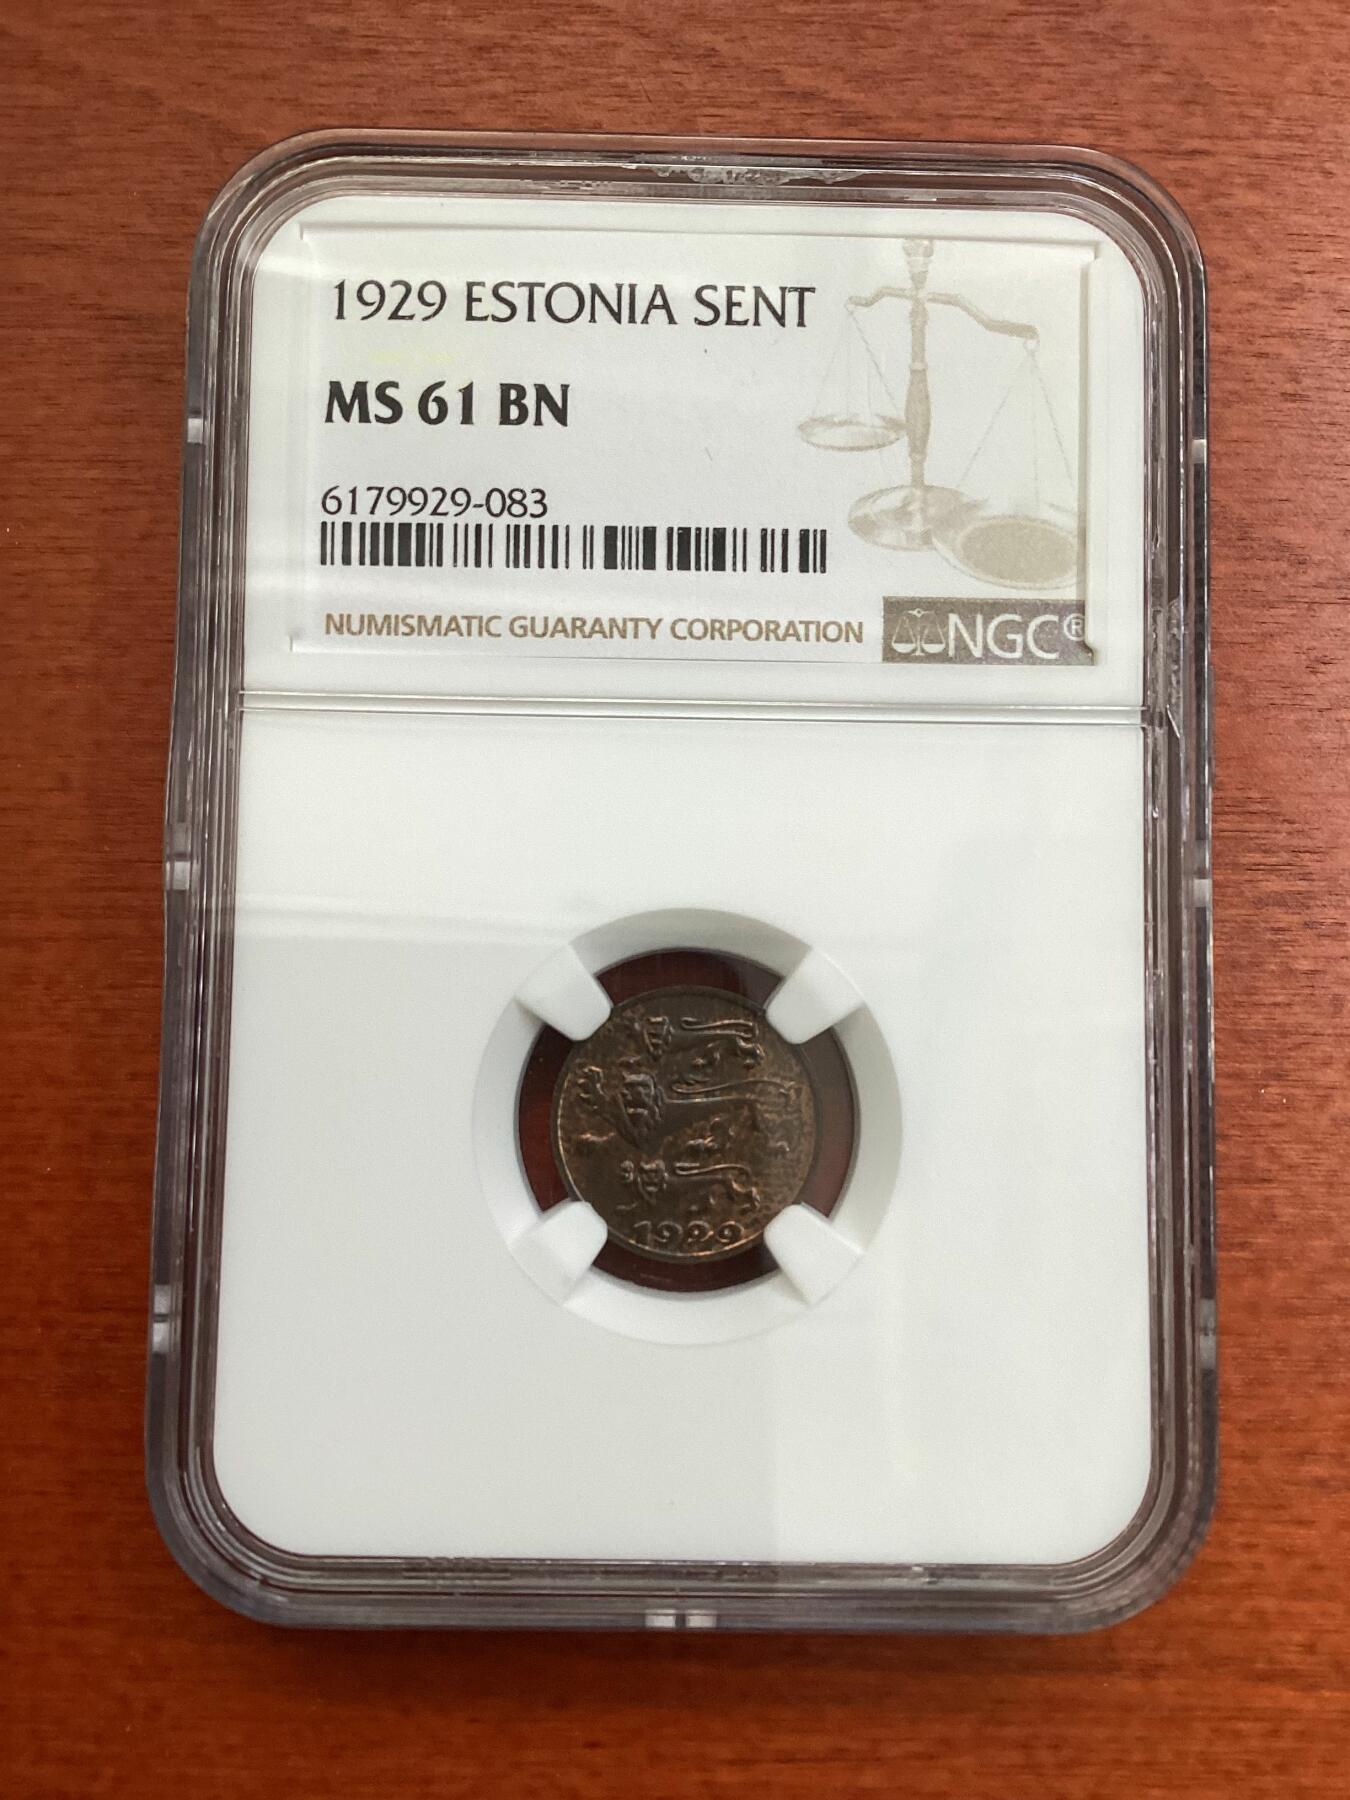 1929 ESTONIA SENT
MS 61 BN
6179929-083
NUMISMATIC GUARANTY CORPORATION
NGC®
1929